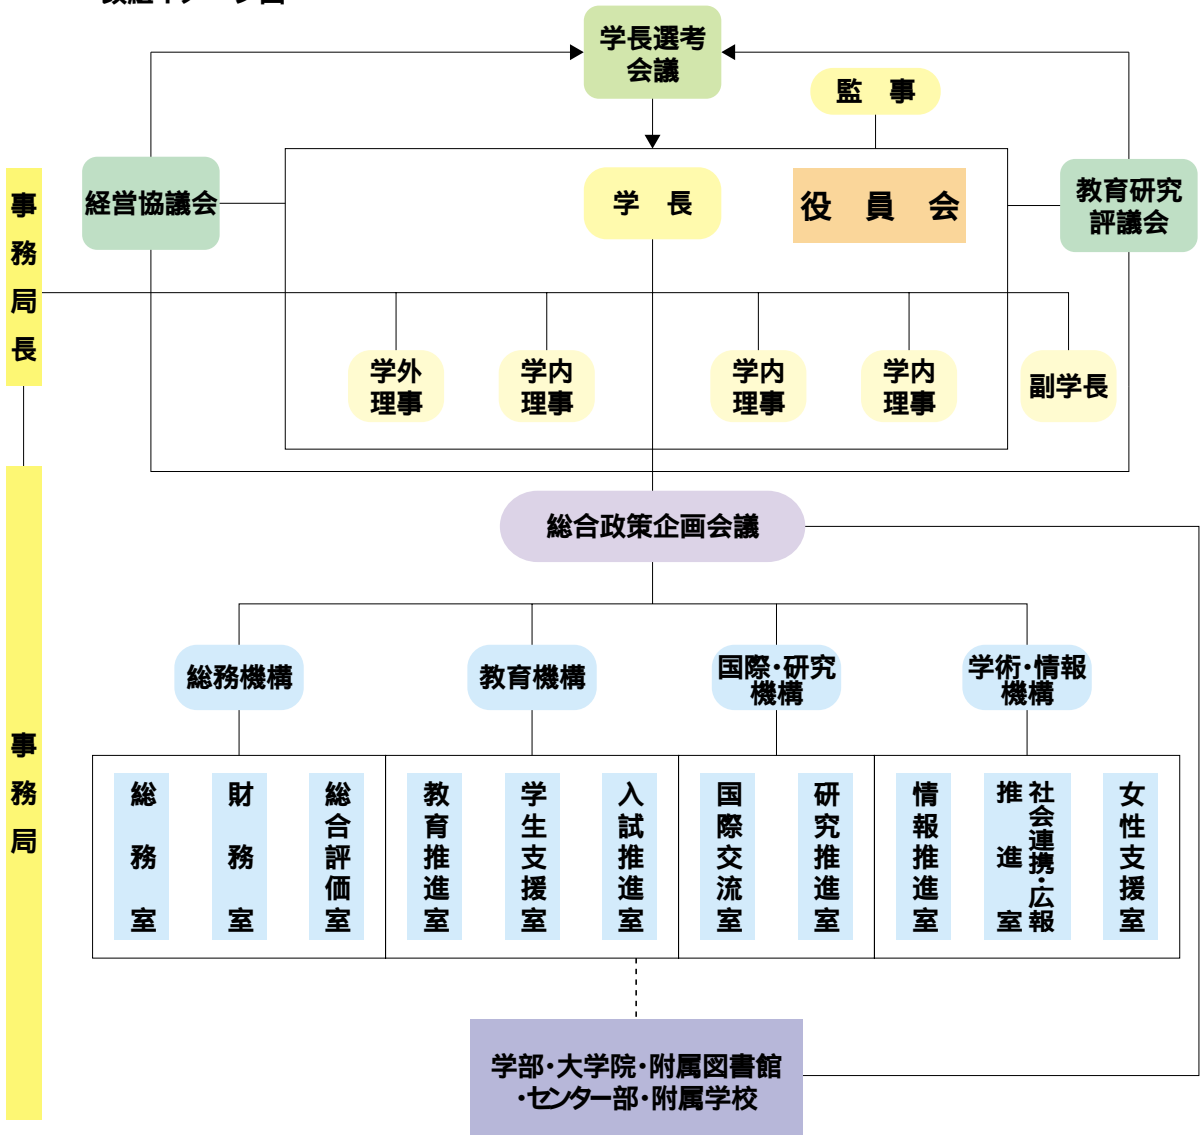 学長選考
会議
監 事
経営協議会
学 長
役 員 会
教育研究
評議会
事務局長
学外
理事
学内
理事
学内
理事
学内
理事
副学長
総合政策企画会議
総務機構
教育機構
国際・研究
機構
学術・情報
機構
事務局
総務室
財務室
総合評価室
教育推進室
学生支援室
入試推進室
国際交流室
研究推進室
情報推進室
社会連携・広報
推進室
女性支援室
学部・大学院・附属図書館
・センター部・附属学校